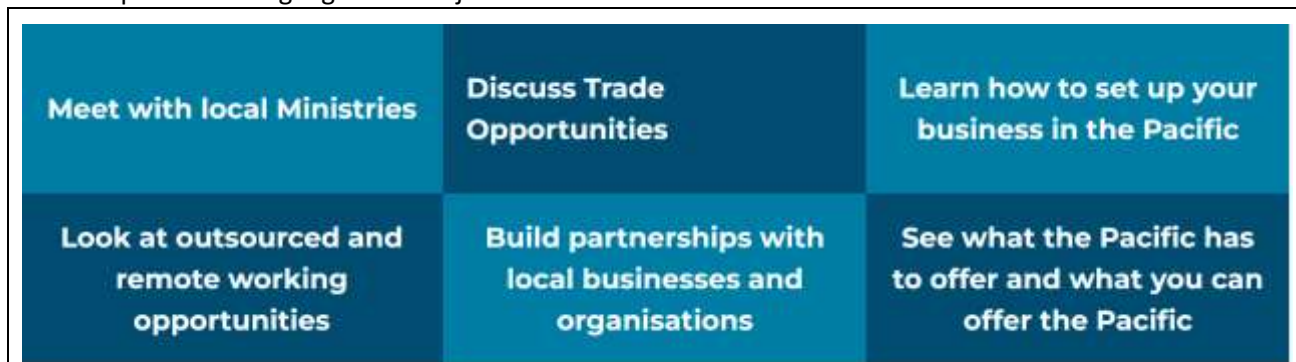 Meet with local Ministries
Discuss Trade
Opportunities
Learn how to set up your
business in the Pacific
Look at outsourced and
remote working
opportunities
Build partnerships with
local businesses and
organisations
See what the Pacific has
to offer and what you can
offer the Pacific